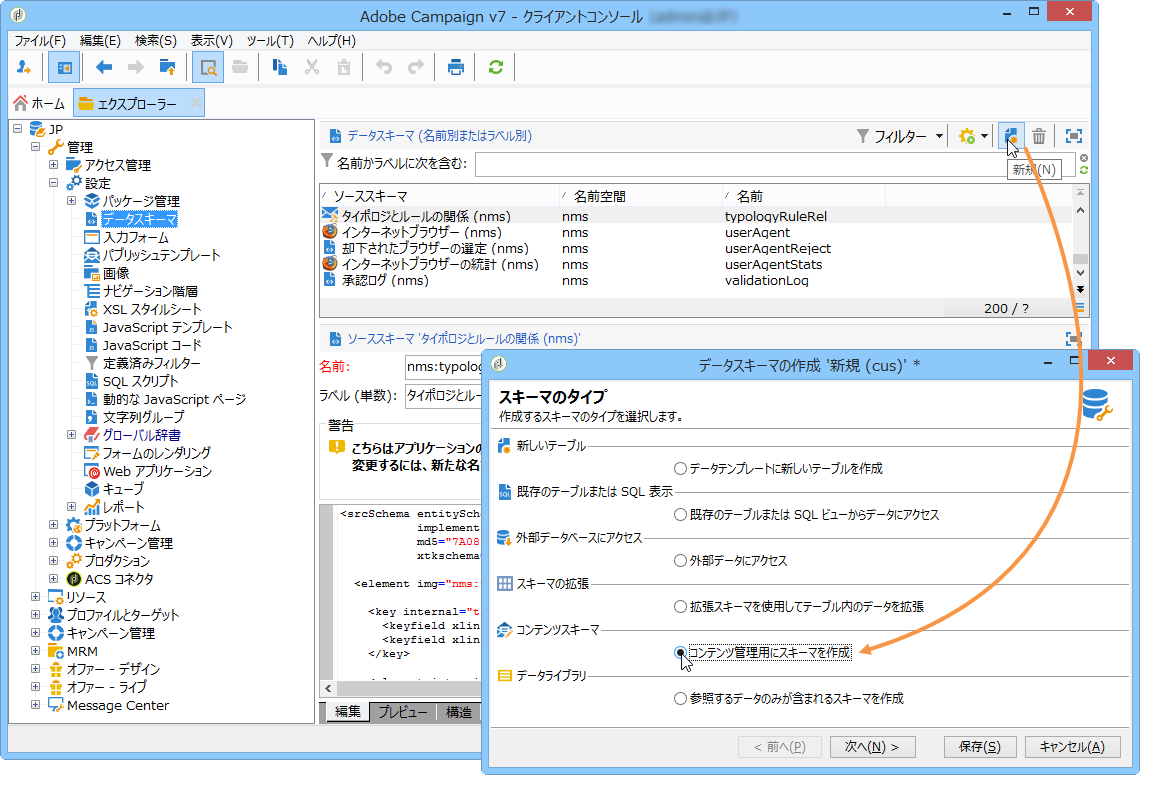 Adobe Campaign v7 - クライアントコンソール
ファイル(F) 編集(E) 検索(S) 表示(V) ツール(T) ヘルプ(H)
ホーム エクスプローラー
JP
管理
アクセス管理
設定
パッケージ管理
データスキーマ
入力フォーム
パブリッシュテンプレート
画像
ナビゲーション階層
XSL スタイルシート
JavaScript テンプレート
JavaScript コード
定義済みフィルター
SQL スクリプト
動的な JavaScript ページ
文字列グループ
グローバル辞書
フォームのレンダリング
Web アプリケーション
キューブ
レポート
プラットフォーム
キャンペーン管理
プロダクション
ACS コネクタ
リソース
プロファイルとターゲット
キャンペーン管理
MRM
オファー - デザイン
オファー - ライブ
Message Center
データスキーマ (名前別またはラベル別) フィルター
名前かラベルに次を含む:
新規(N)
ソーススキーマ 名前空間 名前
タイポロジとルールの関係 (nms) nms typologyRuleRel
インターネットブラウザー (nms) nms userAgent
却下されたブラウザーの選定 (nms) nms userAgentReject
インターネットブラウザーの統計 (nms) nms userAgentStats
承認ログ (nms) nms validationLog
200 / ?
ソーススキーマ 'タイポロジとルールの関係 (nms)'
名前: nms:typolog
ラベル (単数): タイポロジとルー
警告
こちらはアプリケーションの
変更するには、新たな名
<srcSchema entitySch
implement
md5="7A08
xtkschema
<element img="nms:
<key internal="t
<keyfield xlin
<keyfield xlin
</key>
編集 プレビュー 構造
データスキーマの作成 '新規 (cus)' *
スキーマのタイプ
作成するスキーマのタイプを選択します。
新しいテーブル
データテンプレートに新しいテーブルを作成
既存のテーブルまたは SQL 表示
既存のテーブルまたは SQL ビューからデータにアクセス
外部データベースにアクセス
外部データにアクセス
スキーマの拡張
拡張スキーマを使用してテーブル内のデータを拡張
コンテンツスキーマ
コンテンツ管理用にスキーマを作成
データライブラリ
参照するデータのみが含まれるスキーマを作成
< 前へ(P) 次へ(N) > 保存(S) キャンセル(A)